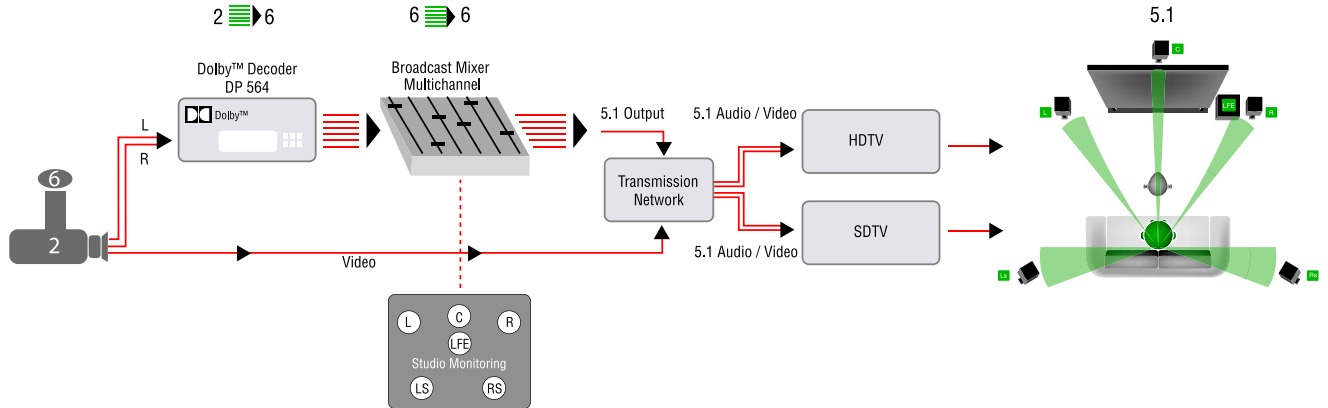 2 6
6 6
5.1
Dolby™ Decoder
DP 564
Broadcast Mixer
Multichannel
Dolby™
L
R
5.1 Output
5.1 Audio / Video
HDTV
Transmission
Network
SDTV
5.1 Audio / Video
Video
6
2
L
C
R
LFE
Studio Monitoring
LS
RS
C
L
LFE
R
Ls
Rs